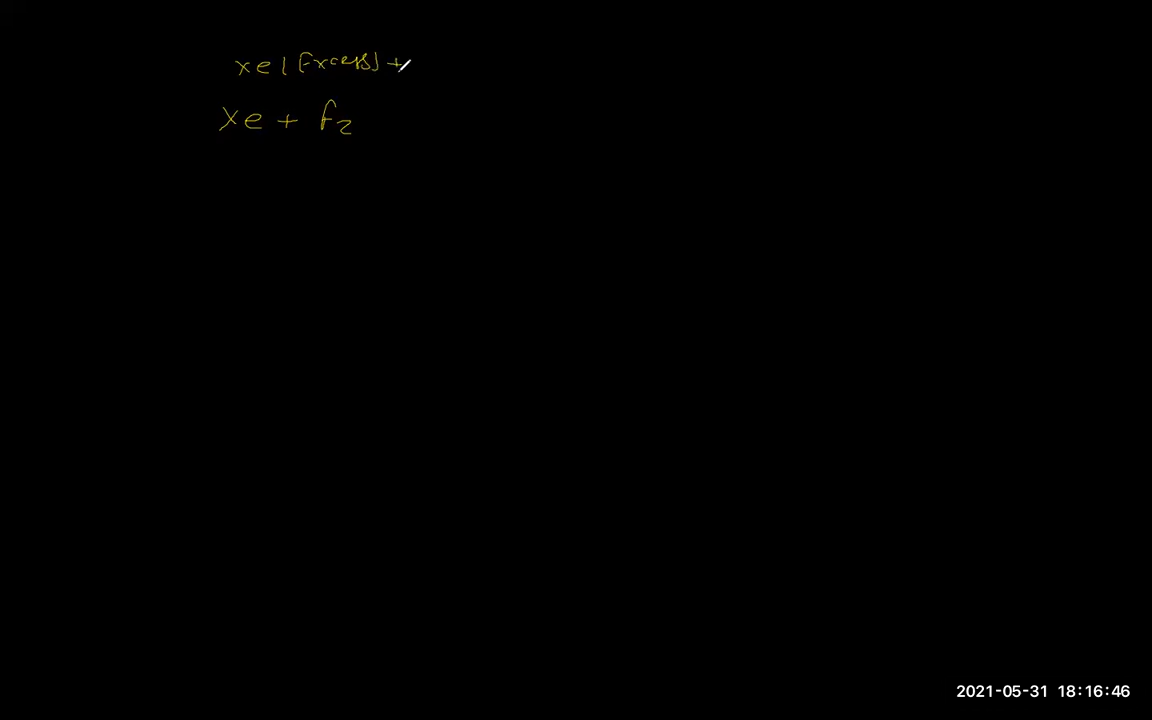 xe | [Excess] +
Xe + F2
2021-05-31 18:16:46